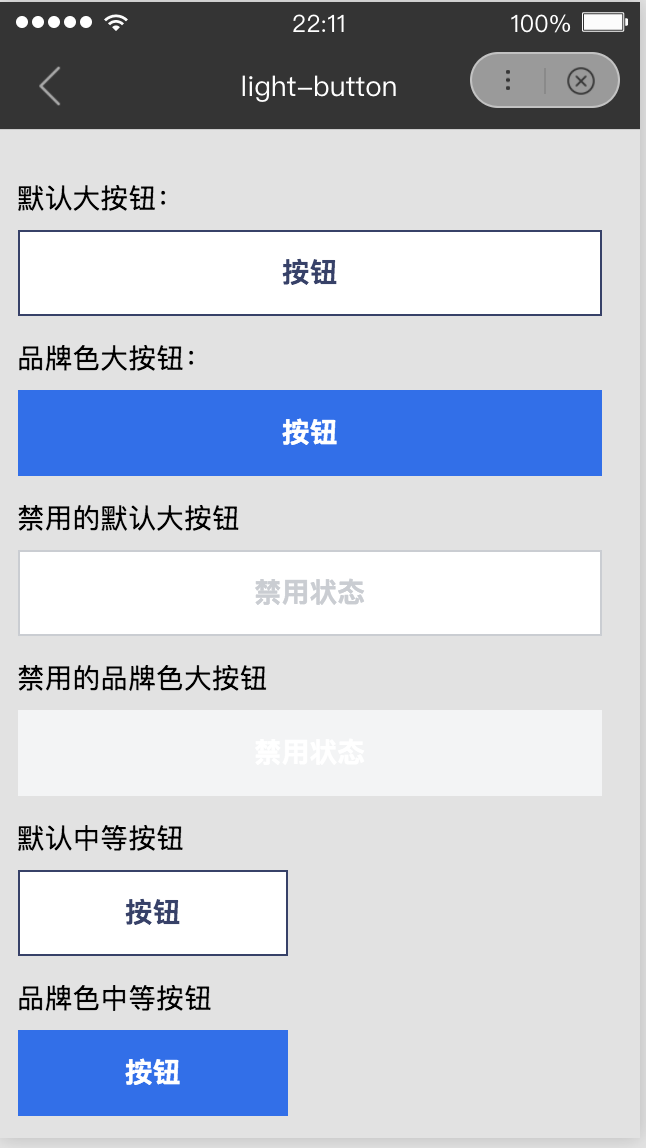 22:11
100%
light-button
默认大按钮：
按钮
品牌色大按钮：
按钮
禁用的默认大按钮
禁用状态
禁用的品牌色大按钮
禁用状态
默认中等按钮
按钮
品牌色中等按钮
按钮